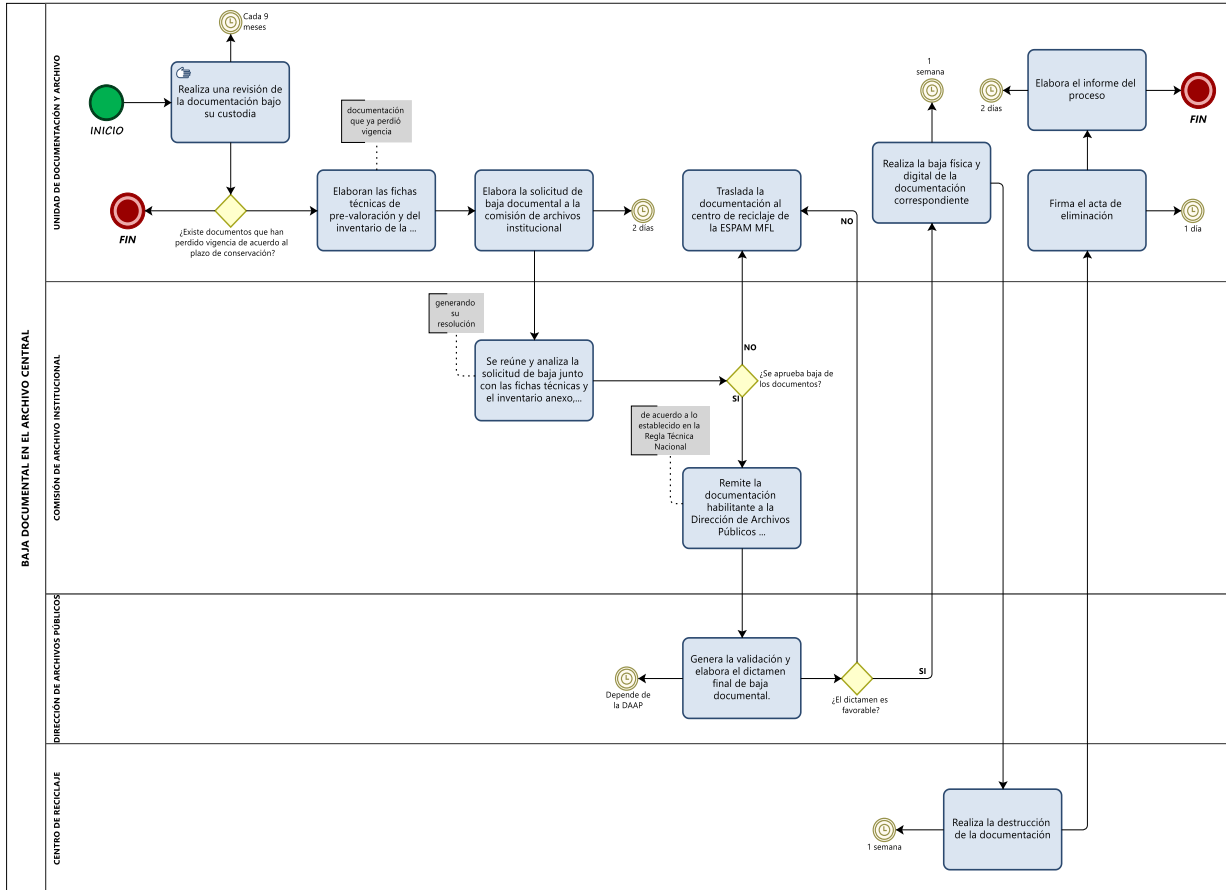 BAJA DOCUMENTAL EN EL ARCHIVO CENTRAL
UNIDAD DE DOCUMENTACIÓN Y ARCHIVO
INICIO
Realiza una revisión de
la documentación bajo
su custodia
Cada 9
meses
FIN
¿Existe documentos que han
perdido vigencia de acuerdo al
plazo de conservación?
documentación
que ya perdió
vigencia
Elaboran las fichas
técnicas de
pre-valoración y del
inventario de la ...
Elabora la solicitud de
baja documental a la
comisión de archivos
institucional
2 días
Traslada la
documentación al
centro de reciclaje de
la ESPAM MFL
NO
1
semana
Realiza la baja física y
digital de la
documentación
correspondiente
Elabora el informe del
proceso
2 días
FIN
Firma el acta de
eliminación
1 día
COMISIÓN DE ARCHIVO INSTITUCIONAL
generando
su
resolución
Se reúne y analiza la
solicitud de baja junto
con las fichas técnicas y
el inventario anexo,...
NO
¿Se aprueba baja de
los documentos?
SI
de acuerdo a lo
establecido en la
Regla Técnica
Nacional
Remite la
documentación
habilitante a la
Dirección de Archivos
Públicos ...
DIRECCIÓN DE ARCHIVOS PÚBLICOS
Depende de
la DAAP
Genera la validación y
elabora el dictamen
final de baja
documental.
¿El dictamen es
favorable?
SI
CENTRO DE RECICLAJE
1 semana
Realiza la destrucción
de la documentación